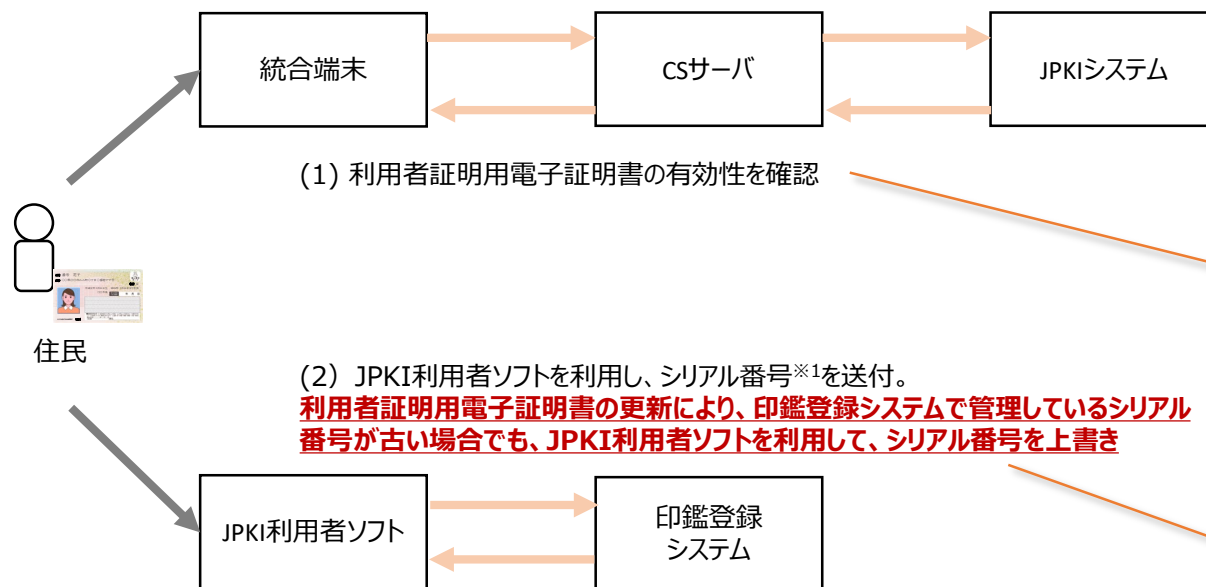 統合端末
CSサーバ
JPKIシステム
(1) 利用者証明用電子証明書の有効性を確認
住民
(2) JPKI利用者ソフトを利用し、シリアル番号※1を送付。
利用者証明用電子証明書の更新により、印鑑登録システムで管理しているシリアル
番号が古い場合でも、JPKI利用者ソフトを利用して、シリアル番号を上書き
JPKI利用者ソフト
印鑑登録
システム